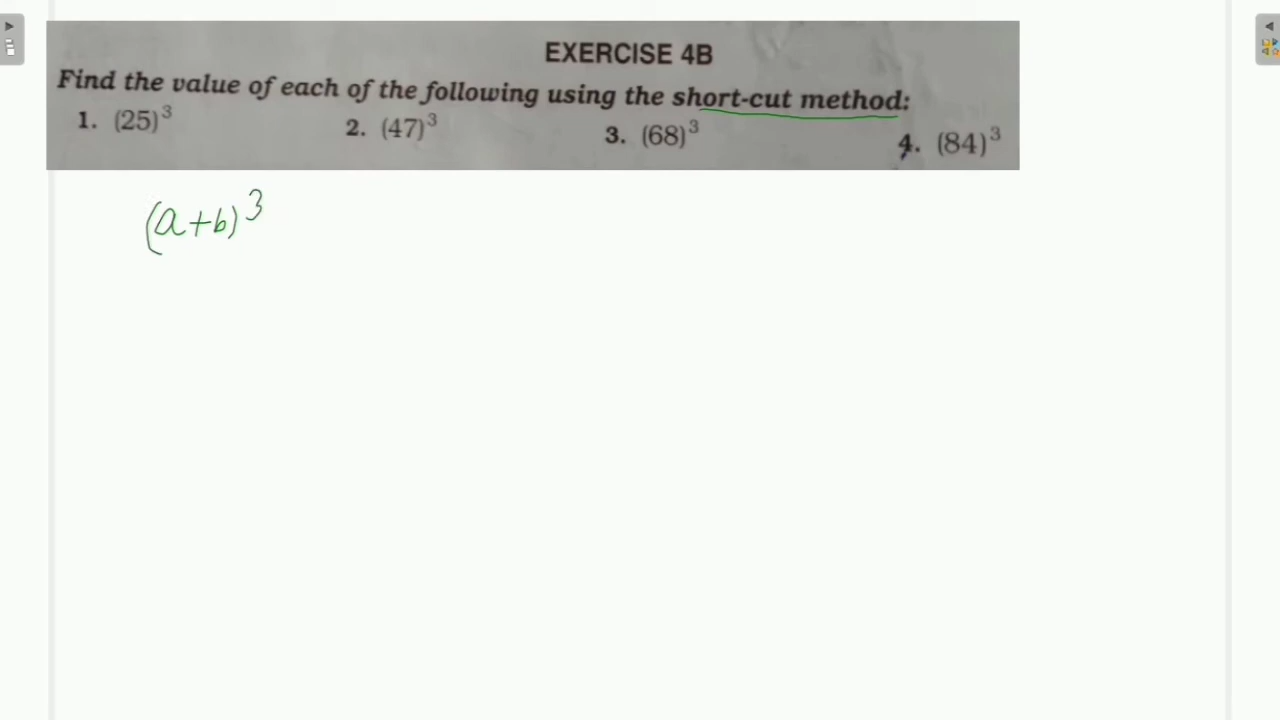 EXERCISE 4B
Find the value of each of the following using the short-cut method:
1. (25)³ 2. (47)³ 3. (68)³ 4. (84)³
(a+b)³